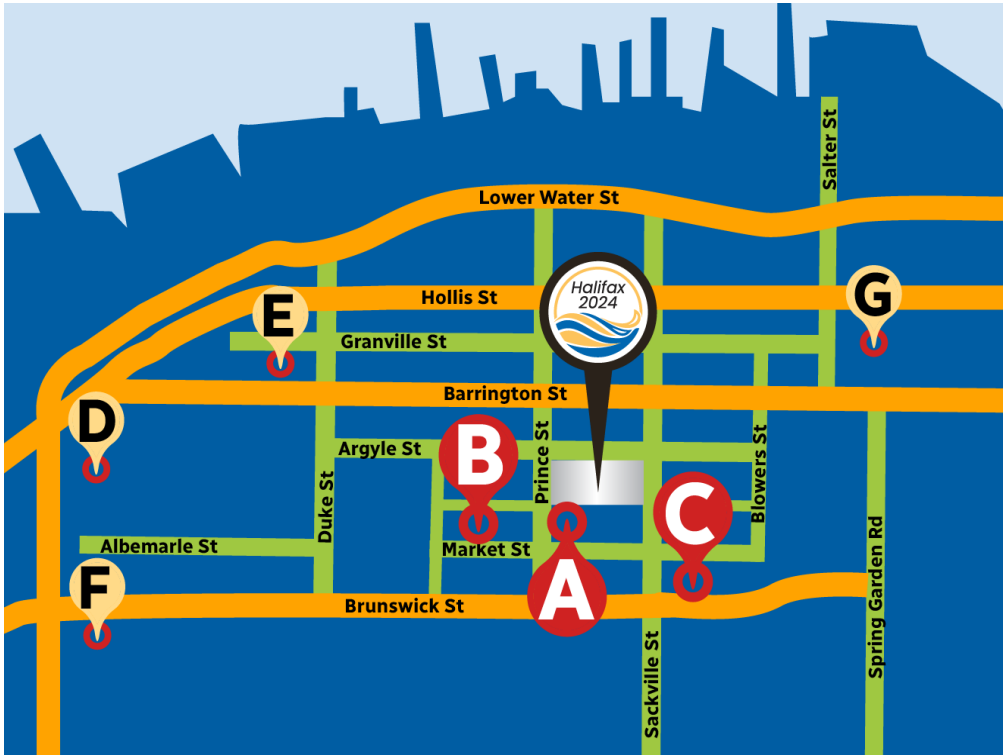 Salter St
Lower Water St
Halifax
2024
Hollis St
G
E
Granville St
Barrington St
D
Argyle St
B
Prince St
Blowers St
C
Duke St
Albemarle St
Market St
Spring Garden Rd
F
A
Brunswick St
Sackville St